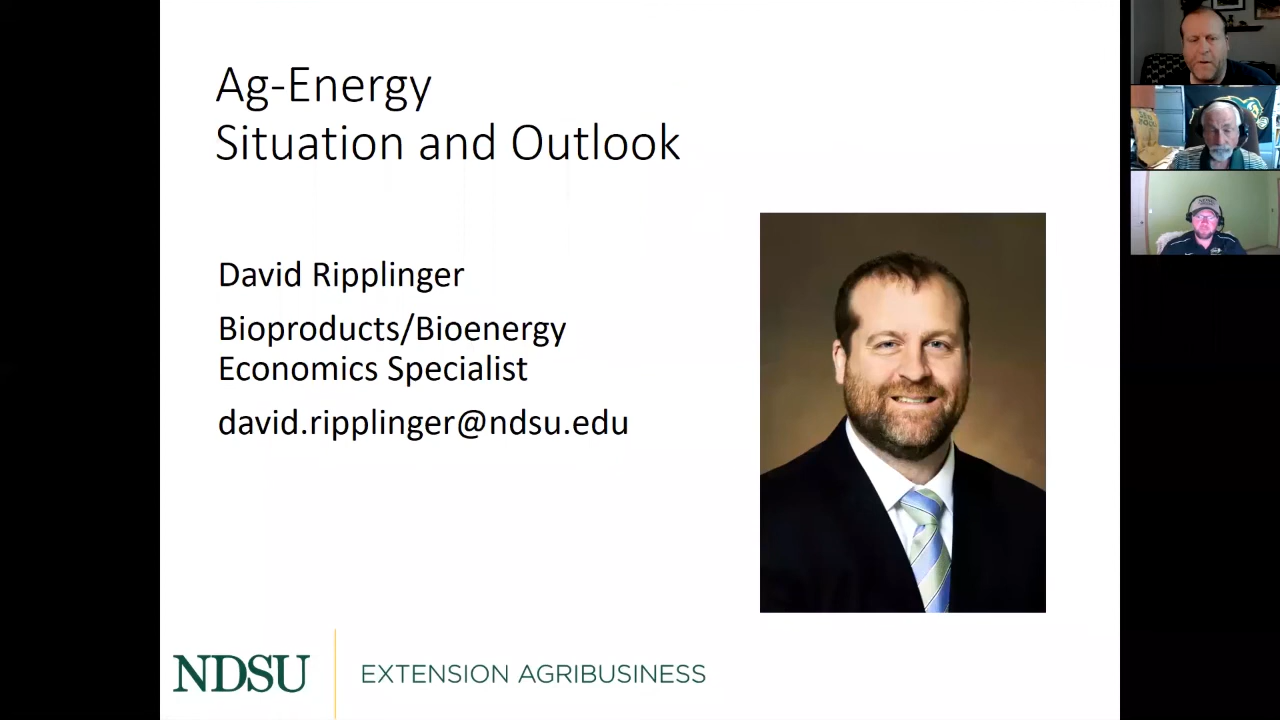 Ag-Energy
Situation and Outlook
David Ripplinger
Bioproducts/Bioenergy
Economics Specialist
david.ripplinger@ndsu.edu
NDSU
EXTENSION AGRIBUSINESS